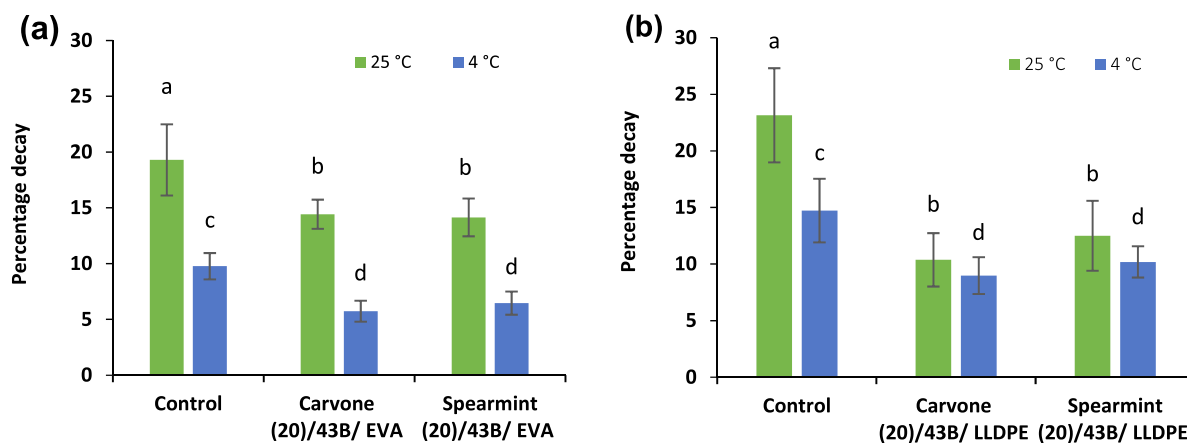 (a)
30
25
20
15
10
5
0
Percentage decay
25 °C
4 °C
a
c
b
d
b
d
Control
Carvone
(20)/43B/ EVA
Spearmint
(20)/43B/ EVA
(b)
30
25
20
15
10
5
0
Percentage decay
25 °C
4 °C
a
c
b
d
b
d
Control
Carvone
(20)/43B/ LLDPE
Spearmint
(20)/43B/ LLDPE